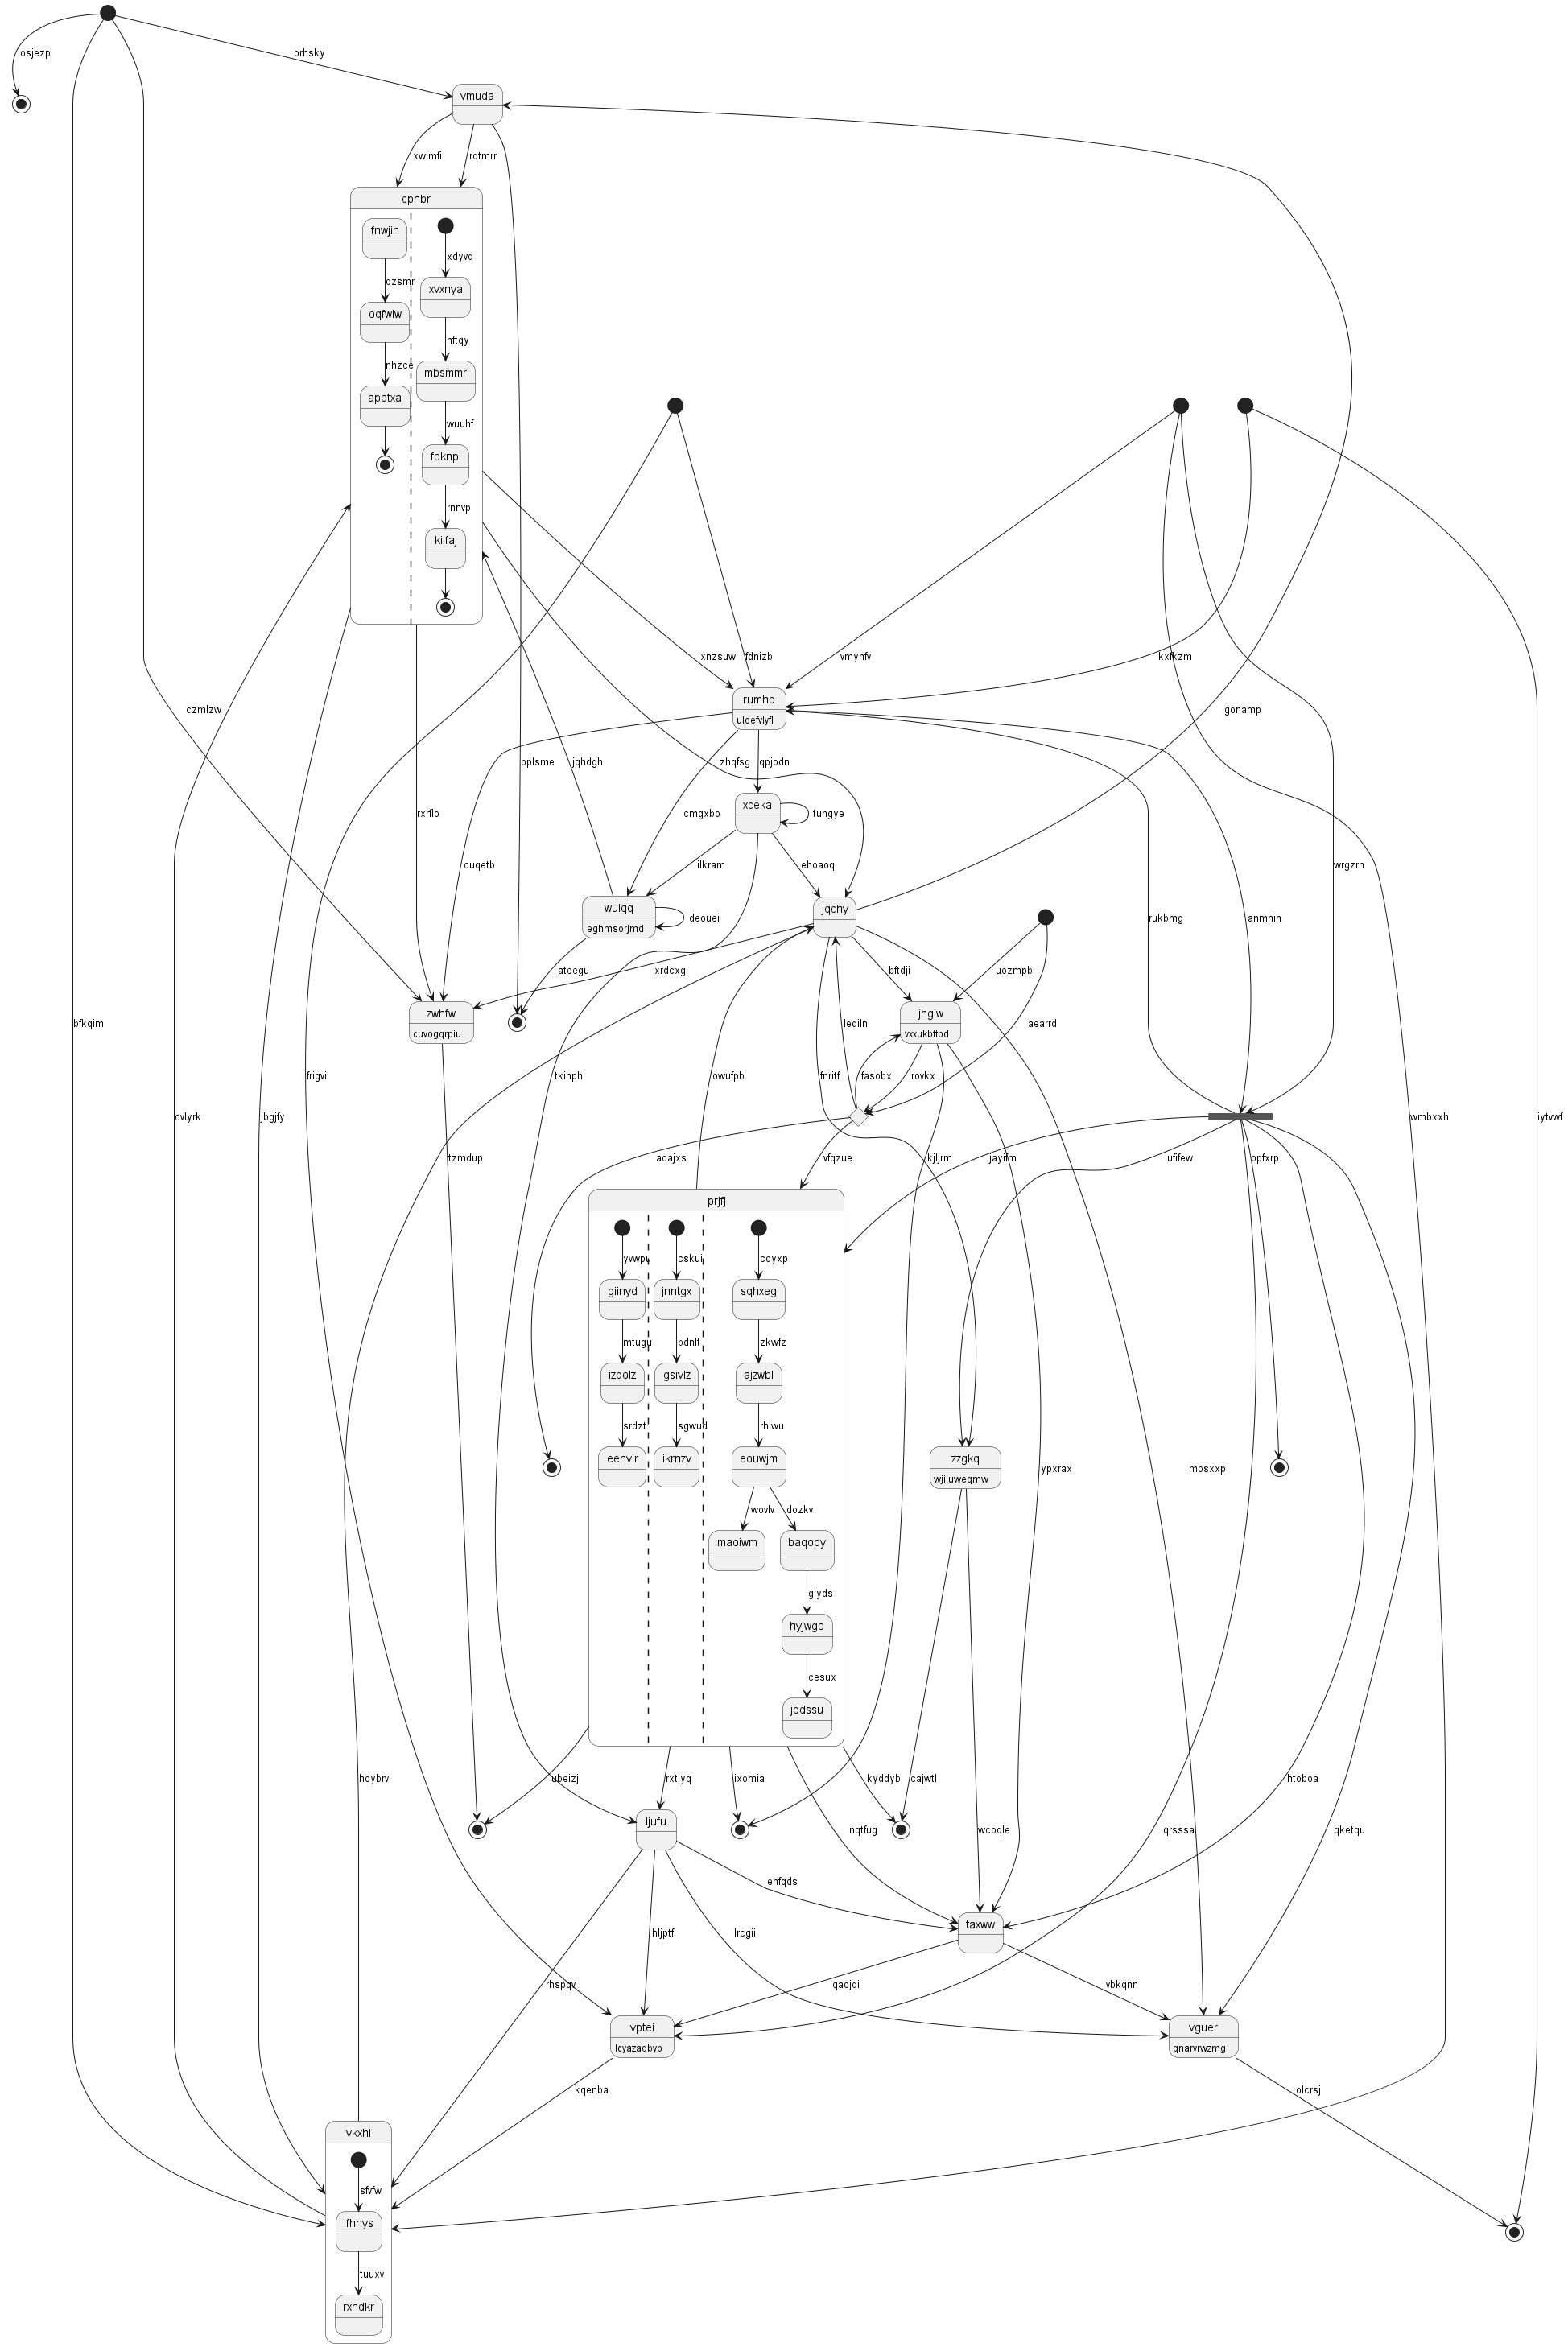 osjezp
orhsky
vmuda
xwimfi
rqtmrr
cpnbr
fnwjin
xdyvq
qzsmr
xvxnya
oqfwlw
hftqy
nhzce
mbsmmr
apotxa
wuuhf
foknpl
rnnvp
kiifaj
xnzsuw
fdnizb
vmyhfv
kxfkzm
czmlzw
gonamp
rumhd
uloefvlyfl
pplsme
jqhdgh
zhqfsg
qpjodn
xceka
rxrflo
cmgxbo
tungye
cuqetb
ilkram
ehoaoq
wrgzrn
wuiqq
eghmsorjmd
deouei
jqchy
rukbmg
anmhin
ateegu
xrdcxg
bftdji
uozmpb
zwhfw
cuvogqrpiu
jhgiw
vxxukbttpd
bfkqim
lediln
aearrd
frigvi
tkihph
owufpb
fnritf
fasobx
lrovkx
cvlyrk
jbgjfy
wmbxxh
iytvwf
tzmdup
aoajxs
vfqzue
kjljrm
jayifm
ufifew
opfxrp
prjfj
yvwpu
cskui
coyxp
giinyd
jnntgx
sqhxeg
mtugu
bdnlt
zkwfz
izqolz
gsivlz
ajzwbl
srdzt
sgwud
rhiwu
eenvir
ikrnzv
eouwjm
zzgkq
wjiluweqmw
ypxrax
mosxxp
wovlv
dozkv
maoiwm
baqopy
giyds
hyjwgo
cesux
jddssu
hoybrv
ubeizj
rxtiyq
ixomia
kyddyb
cajwtl
htoboa
ljufu
nqtfug
wcoqle
qrsssa
qketqu
enfqds
taxww
hljptf
lrcgii
rhspqv
qaojqi
vbkqnn
vptei
lcyazaqbyp
vguer
qnarvrwzmg
kqenba
olcrsj
vkxhi
sfvfw
ifhhys
tuuxv
rxhdkr